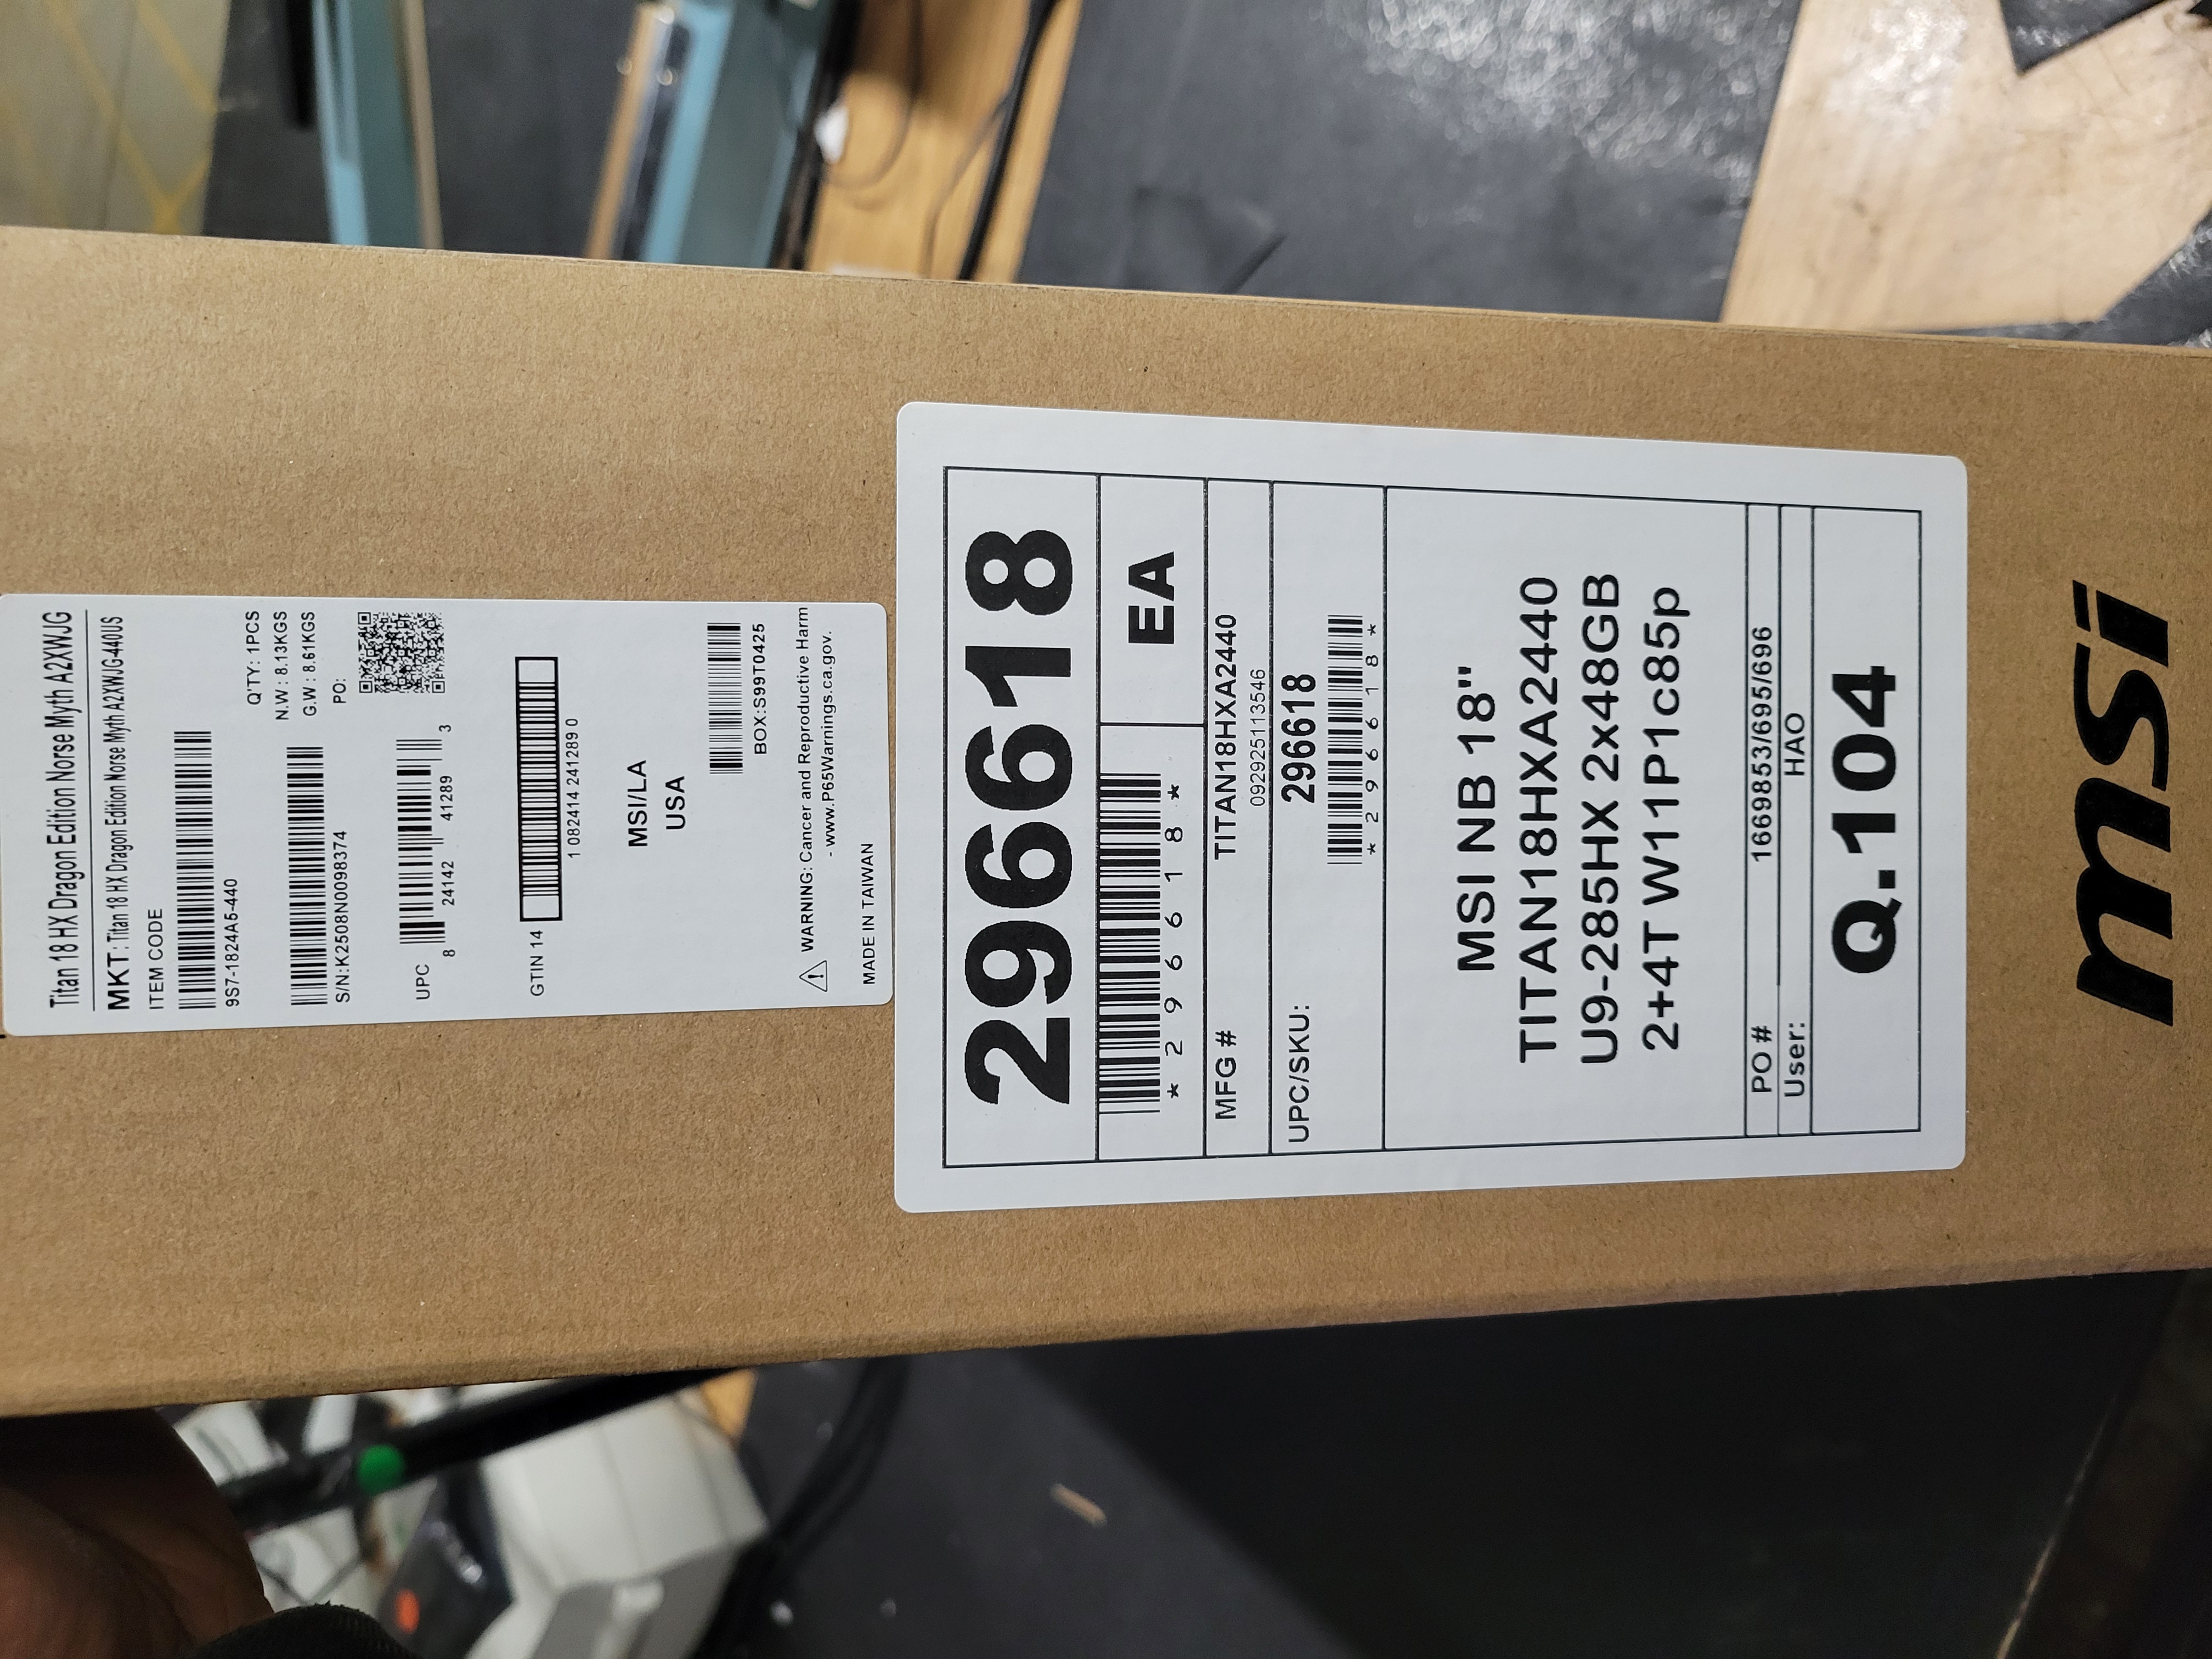 Titan 18 HX Dragon Edition Norse Myth A2XWJG
MKT : Titan 18 HX Dragon Edition Norse Myth A2XWJG-440US
ITEM CODE
9S7-1824A5-440
Q'TY: 1PCS
N.W : 8.13KGS
G.W : 8.61KGS
PO:
S/N:K2508N0098374
UPC
8 24142 41289 3
GTIN 14
1 082414 241289 0
MSI/LA
USA
BOX:S99T0425
⚠ WARNING: Cancer and Reproductive Harm
- www.P65Warnings.ca.gov.
MADE IN TAIWAN
296618
*296618*
EA
MFG # TITAN18HXA2440
092925113546
UPC/SKU: 296618
*296618*
MSI NB 18"
TITAN18HXA2440
U9-285HX 2x48GB
2+4T W11P1c85p
PO # 1669853/695/696
User: HAO
Q.104
msi